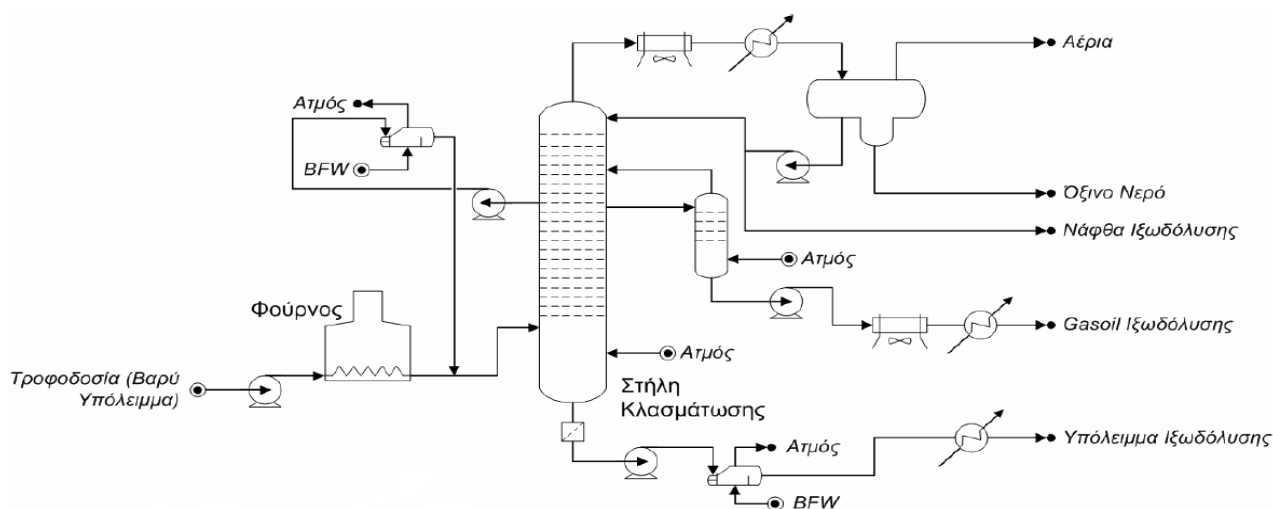 Αέρια
Ατμός
BFW
Όξινο Νερό
Νάφθα Ιξωδόλυσης
Ατμός
Φούρνος
Gasoil Ιξωδόλυσης
Ατμός
Τροφοδοσία (Βαρύ
Υπόλειμμα)
Στήλη
Κλασμάτωσης
Ατμός
Υπόλειμμα Ιξωδόλυσης
BFW